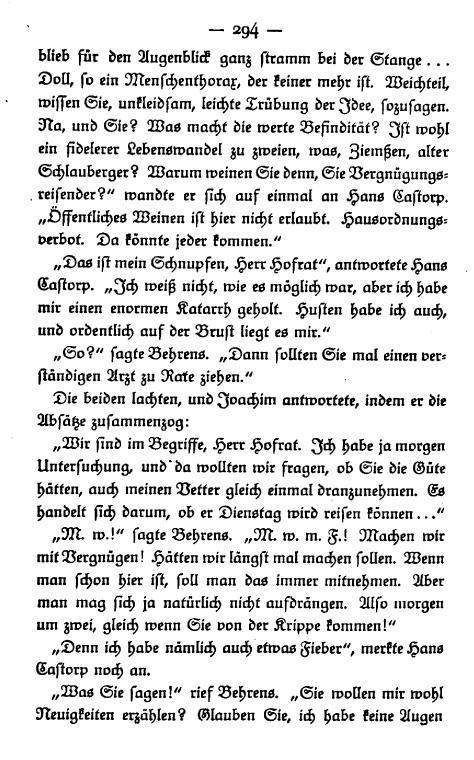 — 294 —
blieb für den Augenblick ganz stramm bei der Stange . . .
Doll, so ein Menschenthorax, der keiner mehr ist. Weichteil,
wissen Sie, unkleidsam, leichte Trübung der Idee, sozusagen.
Na, und Sie? Was macht die werte Befindität? Ist wohl
ein fidelerer Lebenswandel zu zweien, was, Ziemßen, alter
Schlauberger? Warum weinen Sie denn, Sie Vergnügungs-
reisender?“ wandte er sich auf einmal an Hans Castorp.
„Öffentliches Weinen ist hier nicht erlaubt. Hausordnungs-
verbot. Da könnte jeder kommen.“
„Das ist mein Schnupfen, Herr Hofrat“, antwortete Hans
Castorp. „Ich weiß nicht, wie es möglich war, aber ich habe
mir einen enormen Katarrh geholt. Husten habe ich auch,
und ordentlich auf der Brust liegt es mir.“
„So?“ sagte Behrens. „Dann sollten Sie mal einen ver-
ständigen Arzt zu Rate ziehen.“
Die beiden lachten, und Joachim antwortete, indem er die
Absätze zusammenzog:
„Wir sind im Begriffe, Herr Hofrat. Ich habe ja morgen
Untersuchung, und da wollten wir fragen, ob Sie die Güte
hätten, auch meinen Vetter gleich einmal dranzunehmen. Es
handelt sich darum, ob er Dienstag wird reisen können . . .“
„M. w.!“ sagte Behrens. „M. w. m. F.! Machen wir
mit Vergnügen! Hätten wir längst mal machen sollen. Wenn
man schon hier ist, soll man das immer mitnehmen. Aber
man mag sich ja natürlich nicht aufdrängen. Also morgen
um zwei, gleich wenn Sie von der Krippe kommen!“
„Denn ich habe nämlich auch etwas Fieber“, merkte Hans
Castorp noch an.
„Was Sie sagen!“ rief Behrens. „Sie wollen mir wohl
Neuigkeiten erzählen? Glauben Sie, ich habe keine Augen